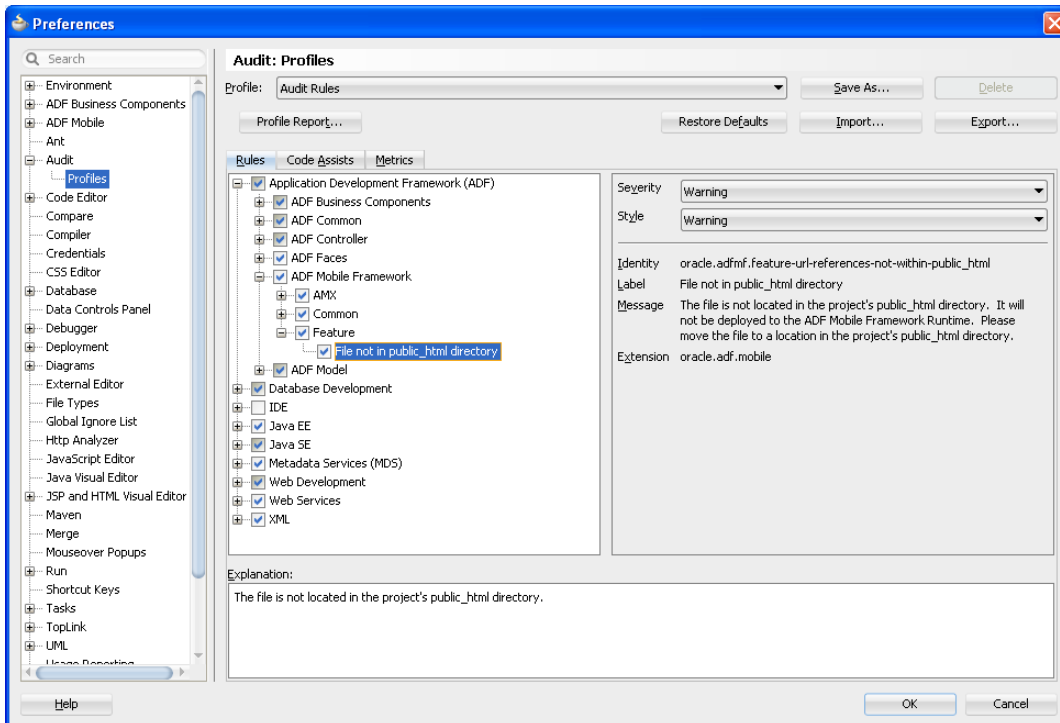 Preferences
Search
Environment
ADF Business Components
ADF Mobile
Ant
Audit
Profiles
Code Editor
Compare
Compiler
Credentials
CSS Editor
Database
Data Controls Panel
Debugger
Deployment
Diagrams
External Editor
File Types
Global Ignore List
Http Analyzer
JavaScript Editor
Java Visual Editor
JSP and HTML Visual Editor
Maven
Merge
Mouseover Popups
Run
Shortcut Keys
Tasks
TopLink
UML
Usage Reporting
Audit: Profiles
Profile: Audit Rules Save As... Delete
Profile Report... Restore Defaults Import... Export...
Rules Code Assists Metrics
Application Development Framework (ADF)
ADF Business Components
ADF Common
ADF Controller
ADF Faces
ADF Mobile Framework
AMX
Common
Feature
File not in public_html directory
ADF Model
Database Development
IDE
Java EE
Java SE
Metadata Services (MDS)
Web Development
Web Services
XML
Severity Warning
Style Warning
Identity oracle.adfmf.feature-url-references-not-within-public_html
Label File not in public_html directory
Message The file is not located in the project's public_html directory. It will
not be deployed to the ADF Mobile Framework Runtime. Please
move the file to a location in the project's public_html directory.
Extension oracle.adf.mobile
Explanation:
The file is not located in the project's public_html directory.
Help OK Cancel